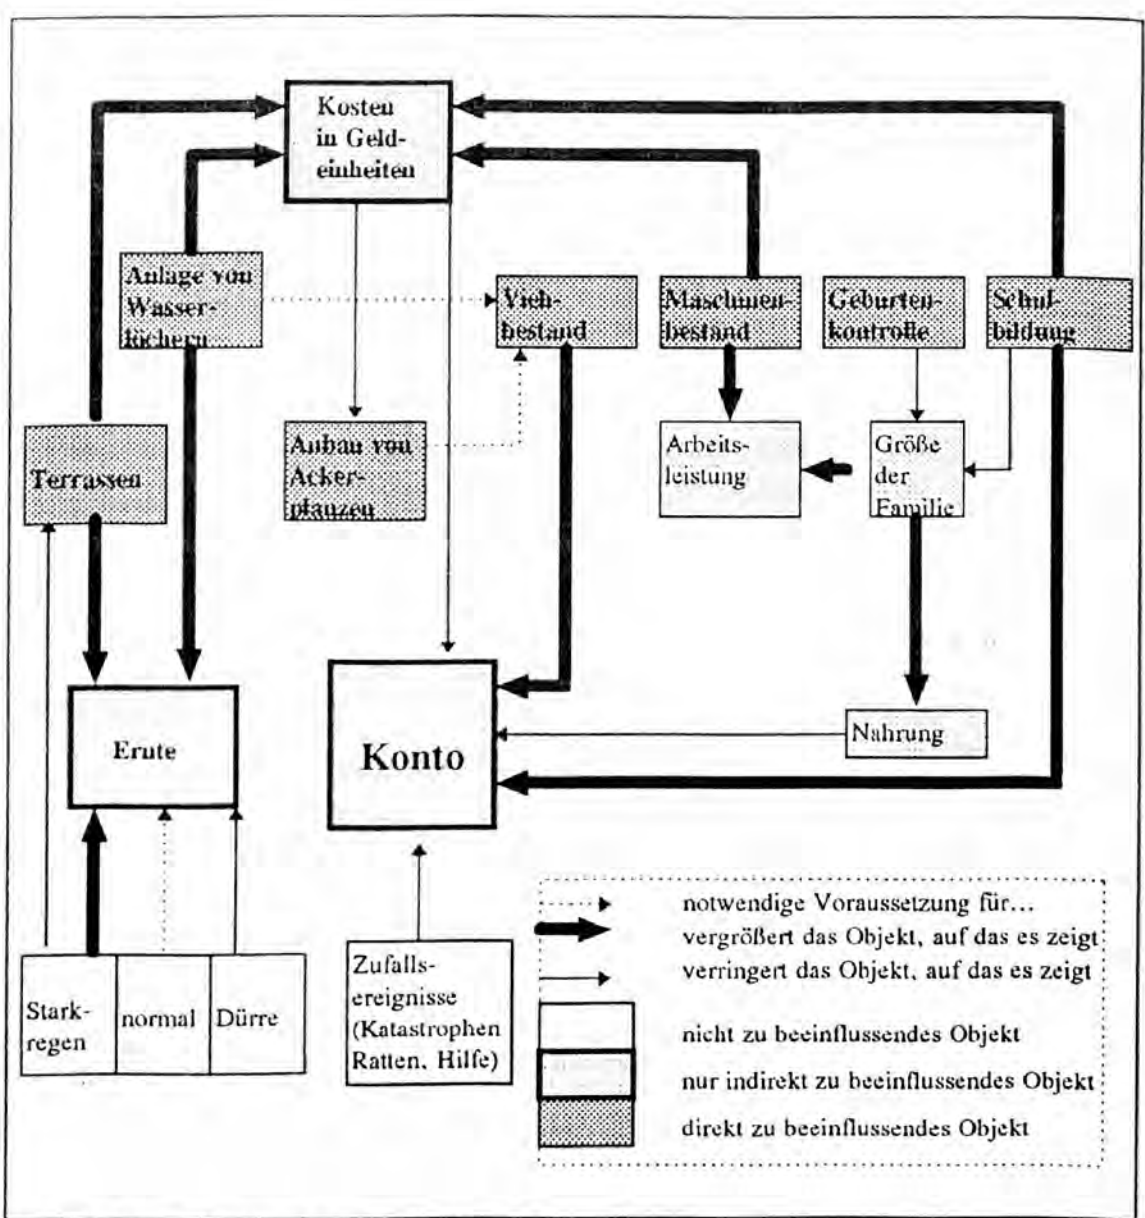 Kosten
in Geld-
einheiten
Anlage von
Wasser-
löchern
Vieh-
bestand
Maschinen-
bestand
Geburten-
kontrolle
Schul-
bildung
Terrassen
Anbau von
Acker-
pflanzen
Arbeits-
leistung
Größe
der
Familie
Ernte
Konto
Nahrung
Stark-
regen
normal
Dürre
Zufalls-
ereignisse
(Katastrophen
Ratten, Hilfe)
notwendige Voraussetzung für...
vergrößert das Objekt, auf das es zeigt
verringert das Objekt, auf das es zeigt
nicht zu beeinflussendes Objekt
nur indirekt zu beeinflussendes Objekt
direkt zu beeinflussendes Objekt